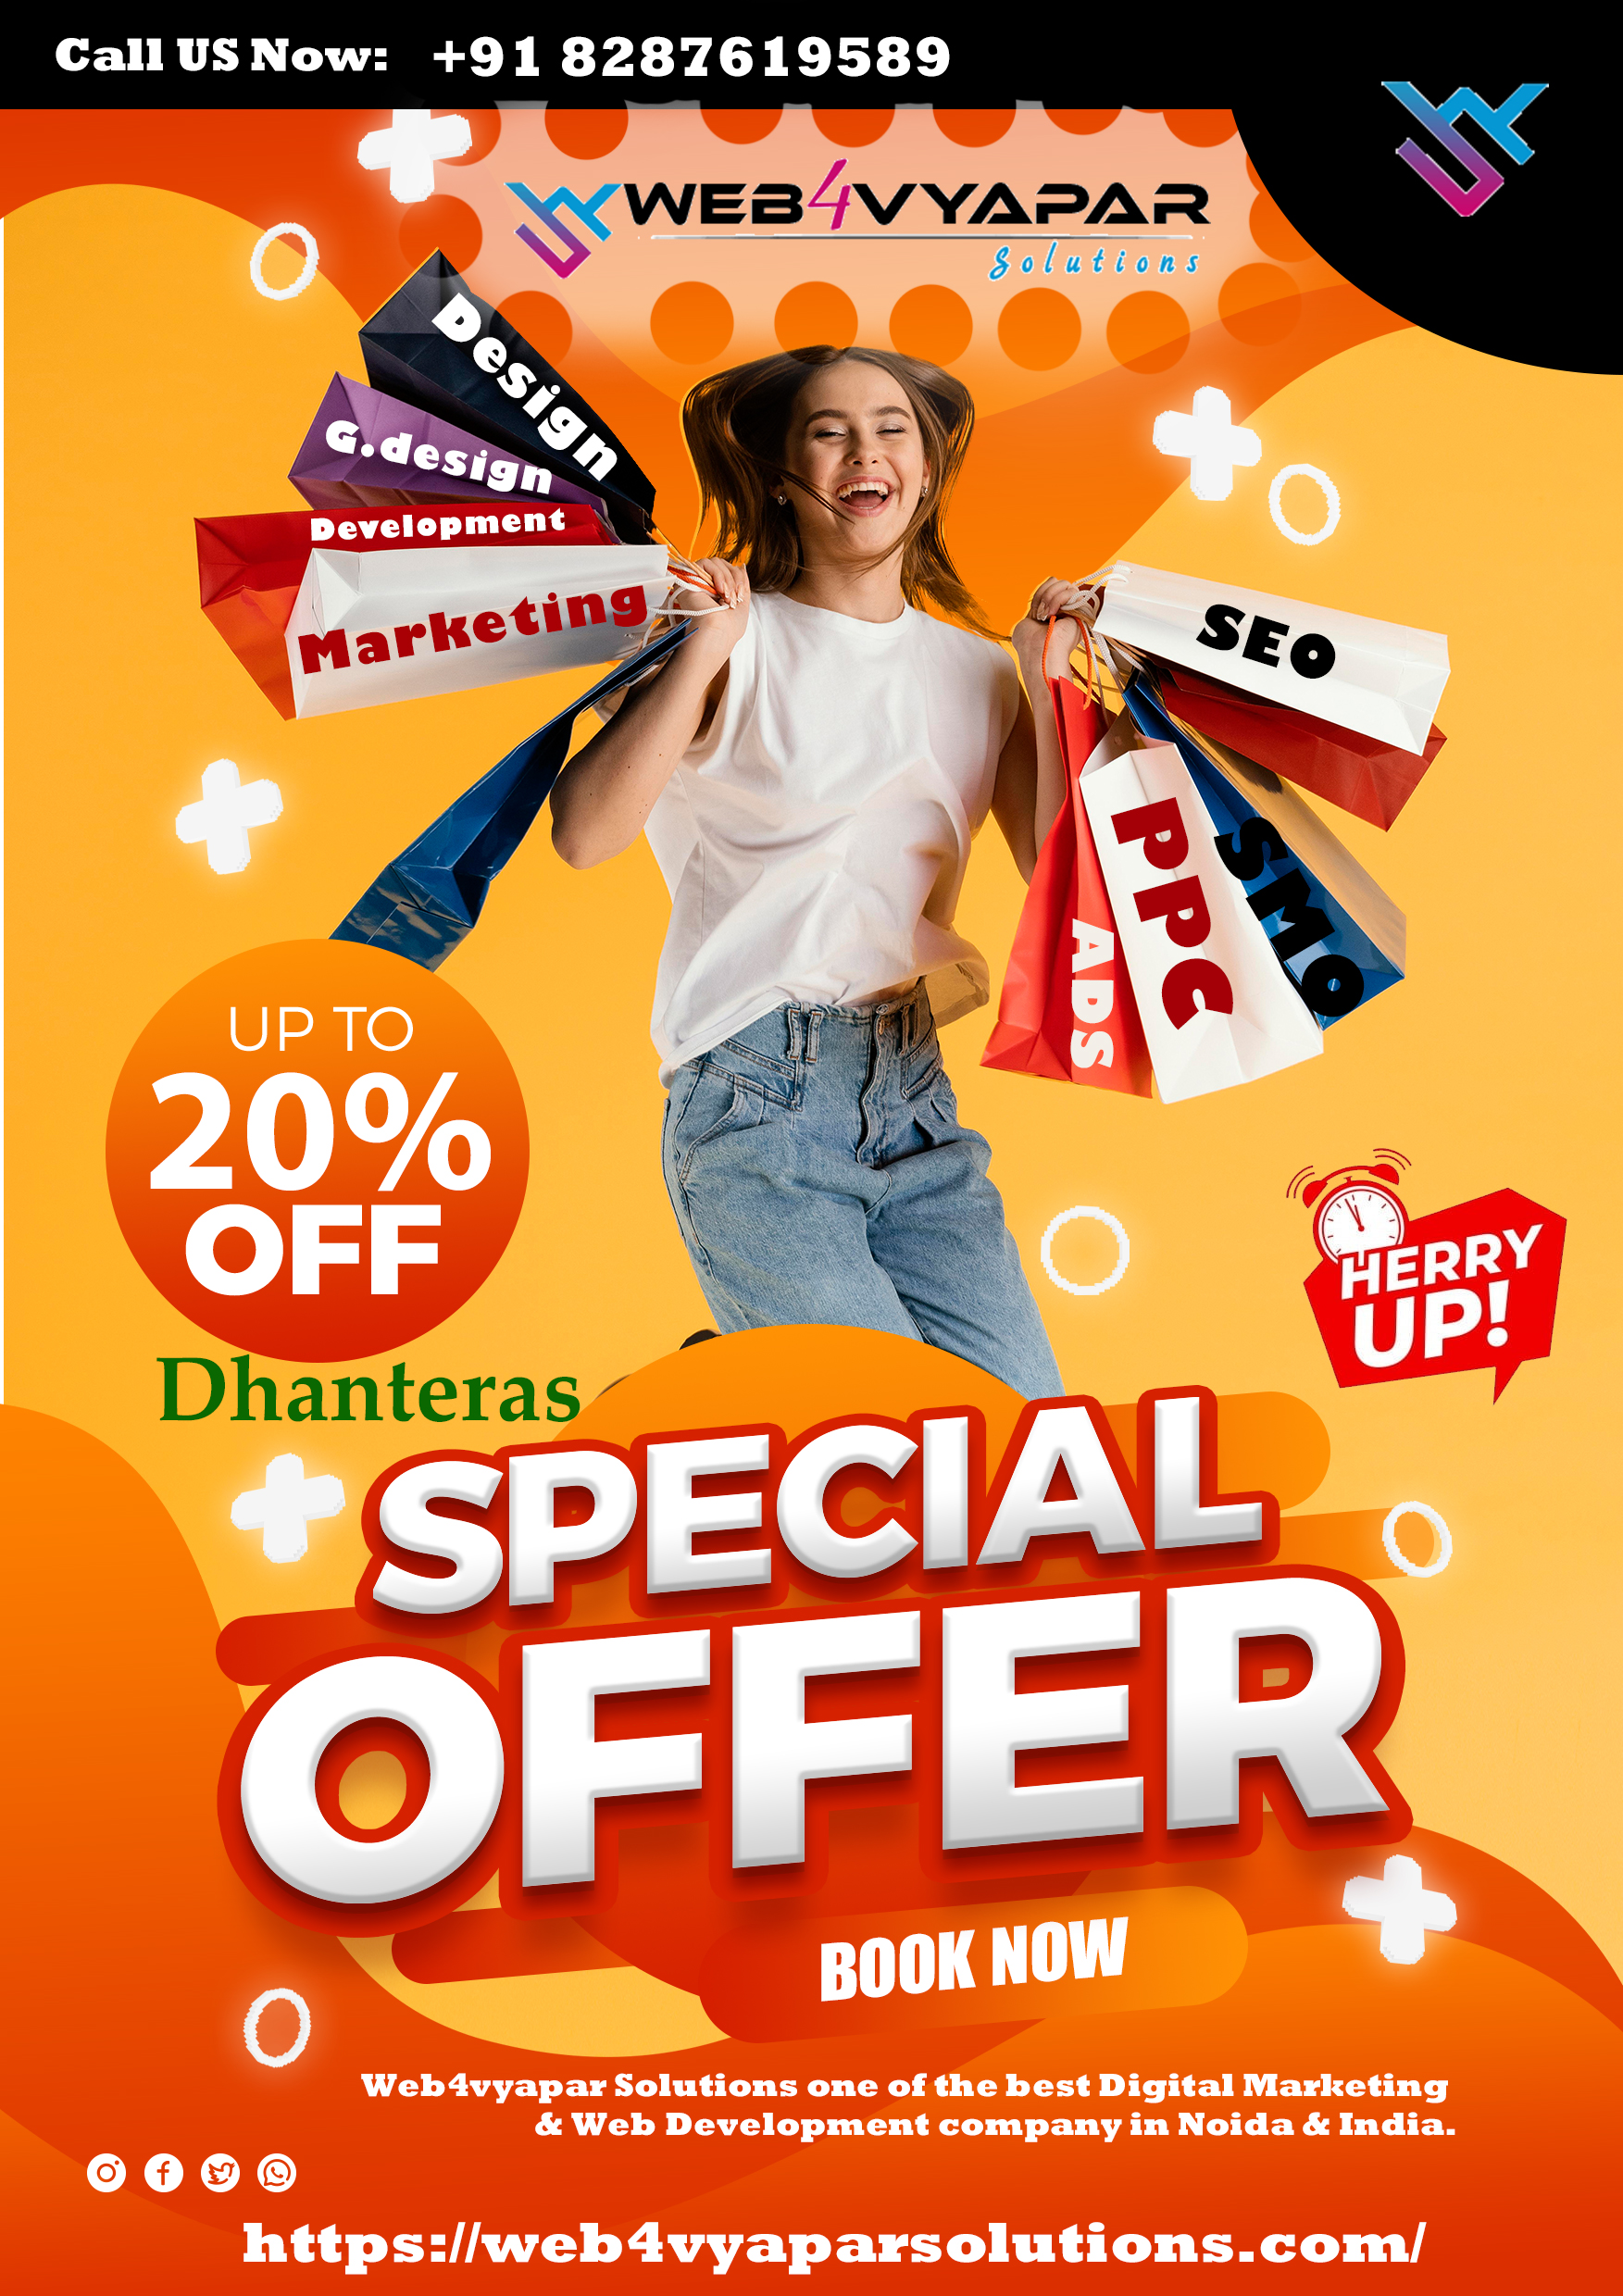 Call US Now: +91 8287619589
WEB4VYAPAR
Solutions
Design
G.design
Development
Marketing
SEO
SMO
PPC
ADS
UP TO
20%
OFF
HERRY
UP!
Dhanteras
SPECIAL
OFFER
BOOK NOW
Web4vyapar Solutions one of the best Digital Marketing
& Web Development company in Noida & India.
https://web4vyaparsolutions.com/